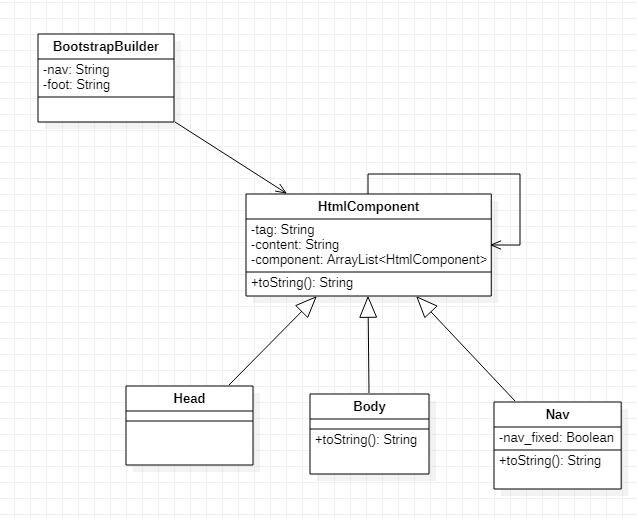 BootstrapBuilder
-nav: String
-foot: String
HtmlComponent
-tag: String
-content: String
-component: ArrayList<HtmlComponent>
+toString(): String
Head
Body
+toString(): String
Nav
-nav_fixed: Boolean
+toString(): String